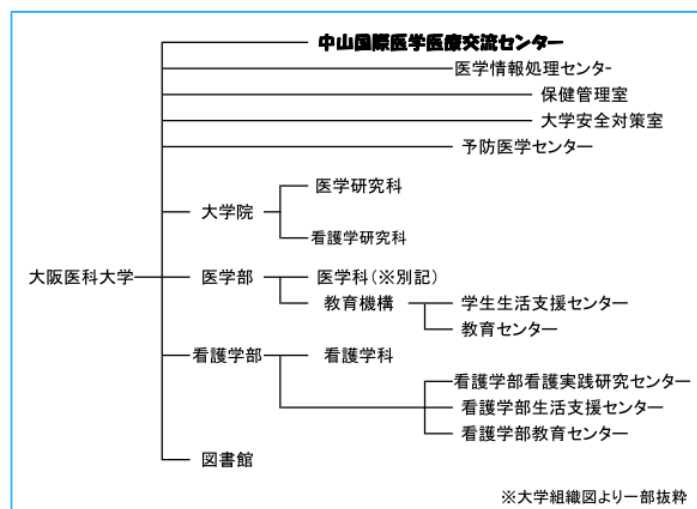 中山国際医学医療交流センター
医学情報処理センター
保健管理室
大学安全対策室
予防医学センター
医学研究科
大学院
看護学研究科
大阪医科大学
医学部
医学科(※別記)
教育機構
学生生活支援センター
教育センター
看護学部
看護学科
看護学部看護実践研究センター
看護学部生活支援センター
看護学部教育センター
図書館
※大学組織図より一部抜粋